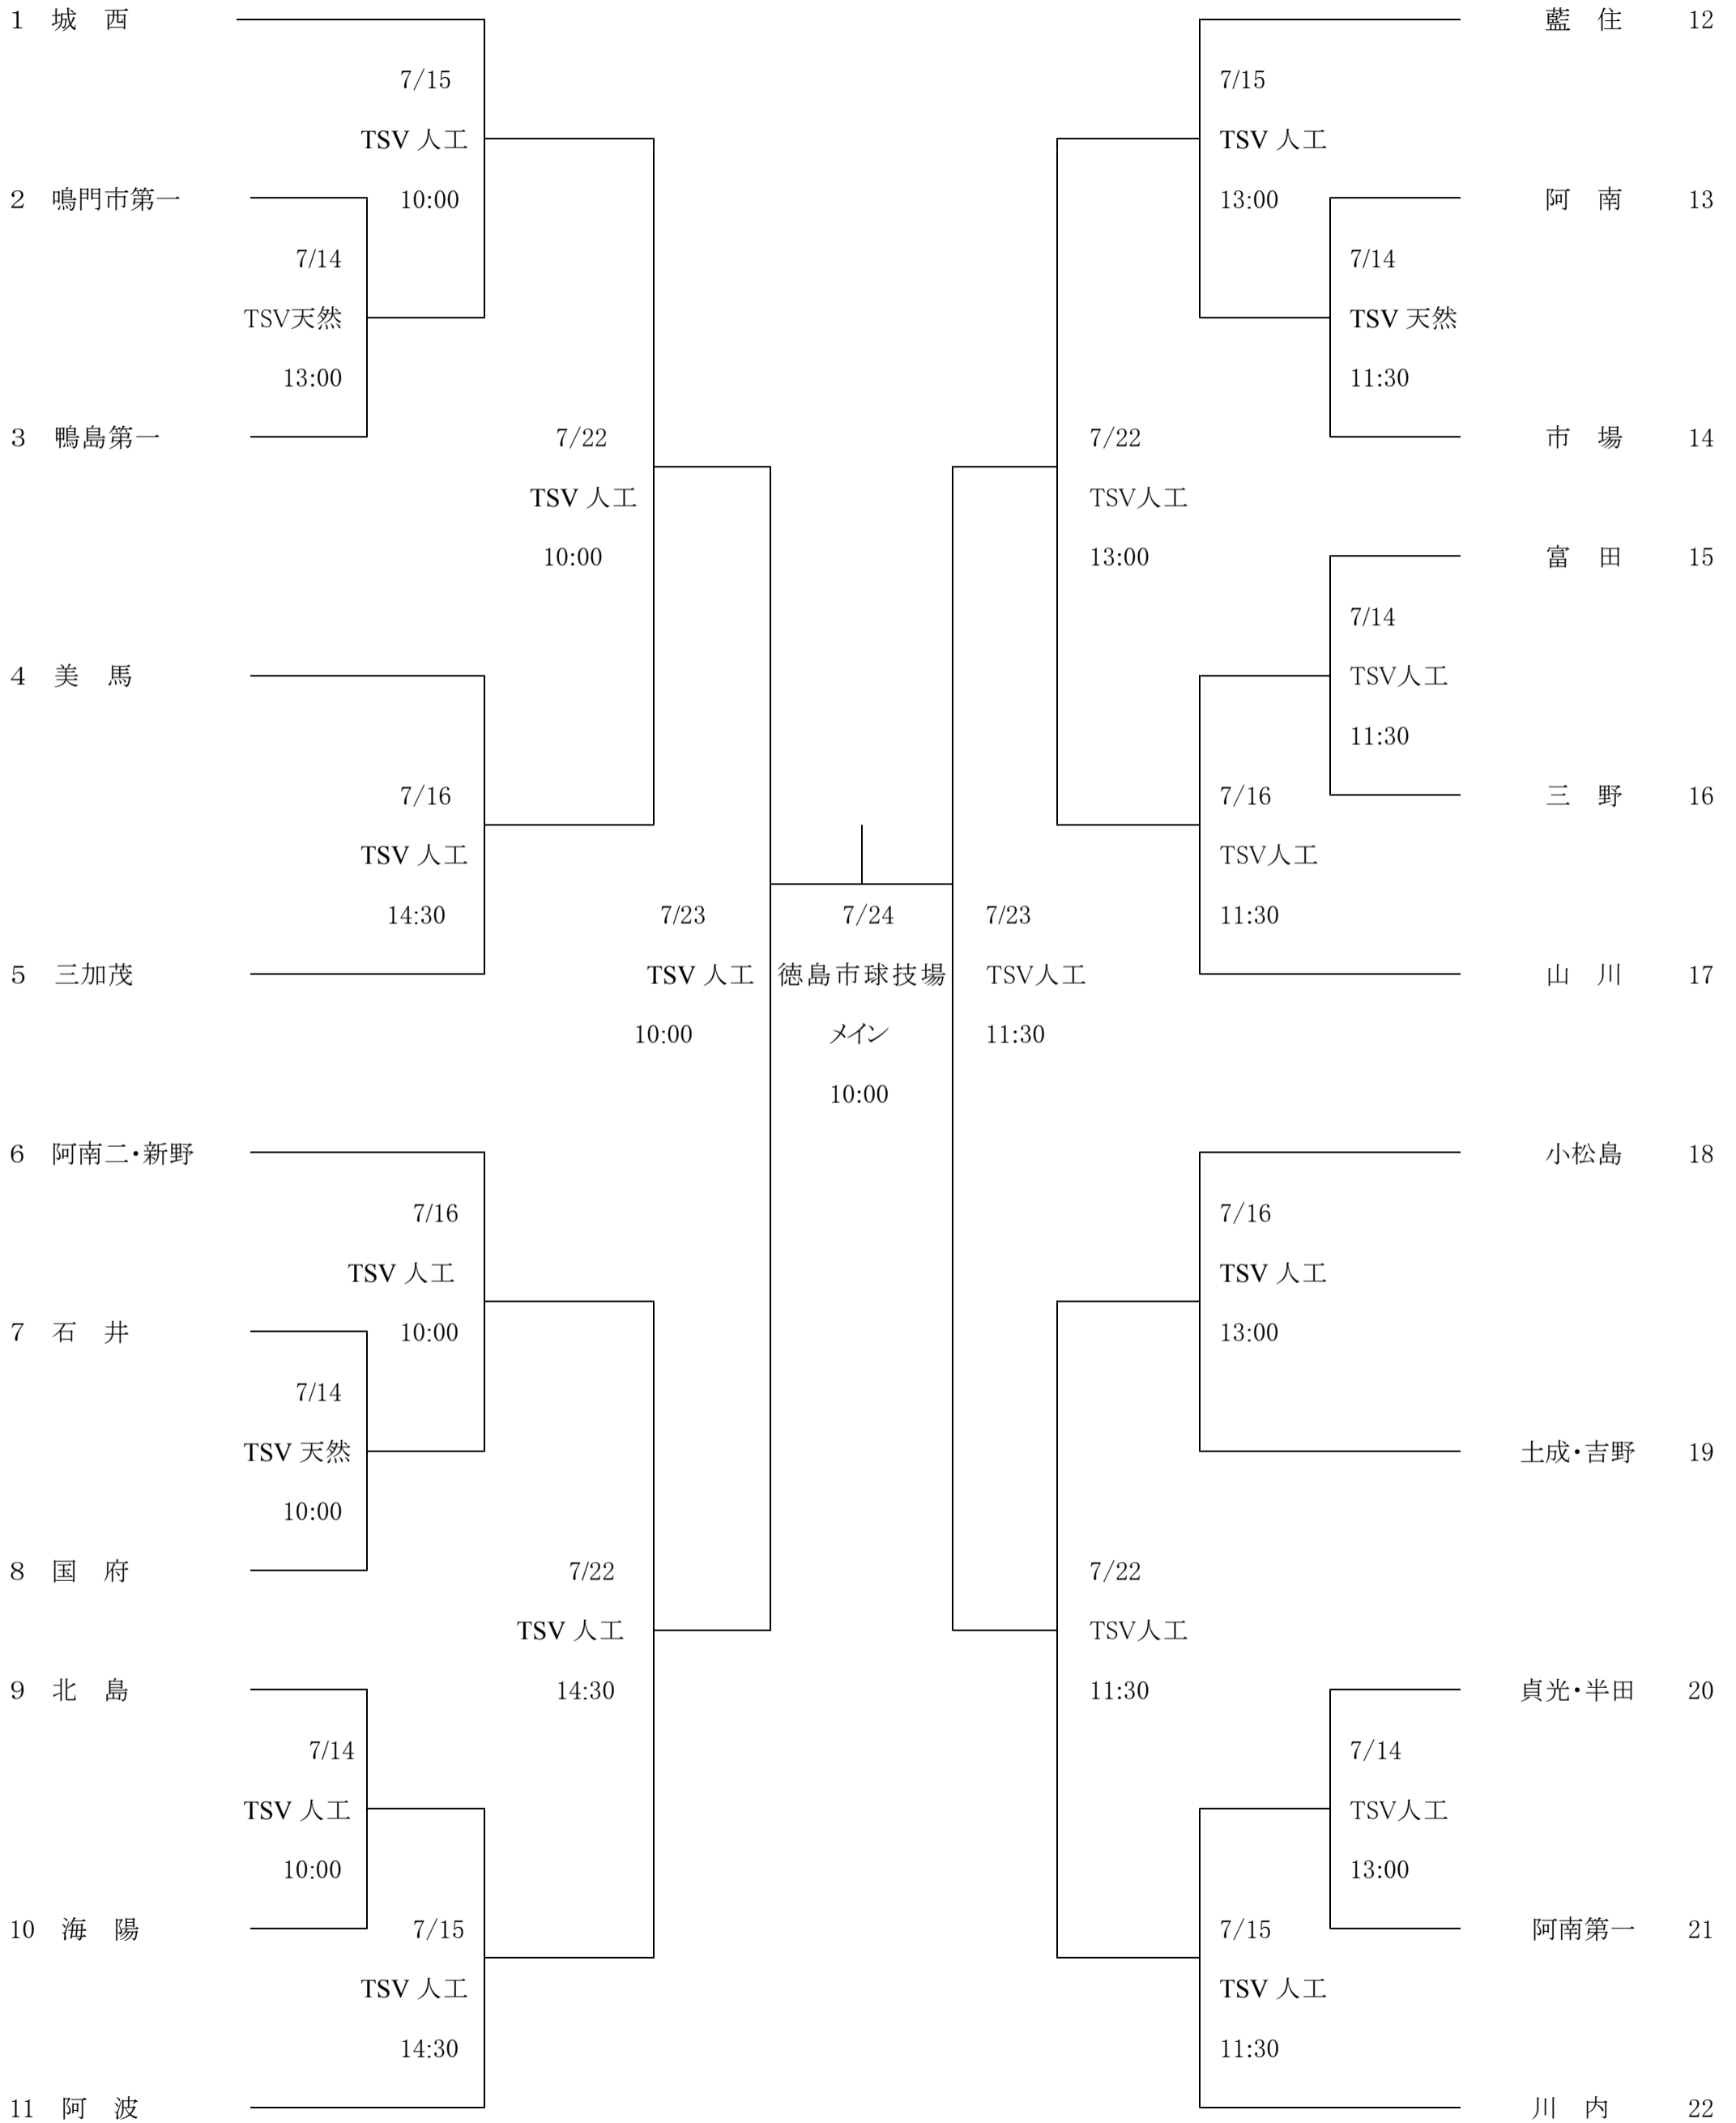 1 城 西
藍 住 12
7/15
7/15
TSV 人工
TSV 人工
2 鳴門市第一
10:00
13:00
阿 南 13
7/14
7/14
TSV天然
TSV 天然
13:00
11:30
3 鴨島第一
7/22
7/22
市 場 14
TSV 人工
TSV人工
10:00
13:00
富 田 15
7/14
4 美 馬
TSV人工
11:30
7/16
7/16
三 野 16
TSV 人工
TSV人工
14:30
7/23
7/24
7/23
11:30
5 三加茂
TSV 人工
徳島市球技場
TSV人工
山 川 17
10:00
メイン
11:30
10:00
6 阿南二・新野
小松島 18
7/16
7/16
TSV 人工
TSV 人工
7 石 井
10:00
13:00
7/14
TSV 天然
土成・吉野 19
10:00
8 国 府
7/22
7/22
TSV 人工
TSV人工
9 北 島
14:30
11:30
貞光・半田 20
7/14
7/14
TSV 人工
TSV人工
10:00
13:00
10 海 陽
7/15
7/15
阿南第一 21
TSV 人工
TSV 人工
14:30
11:30
11 阿 波
川 内 22